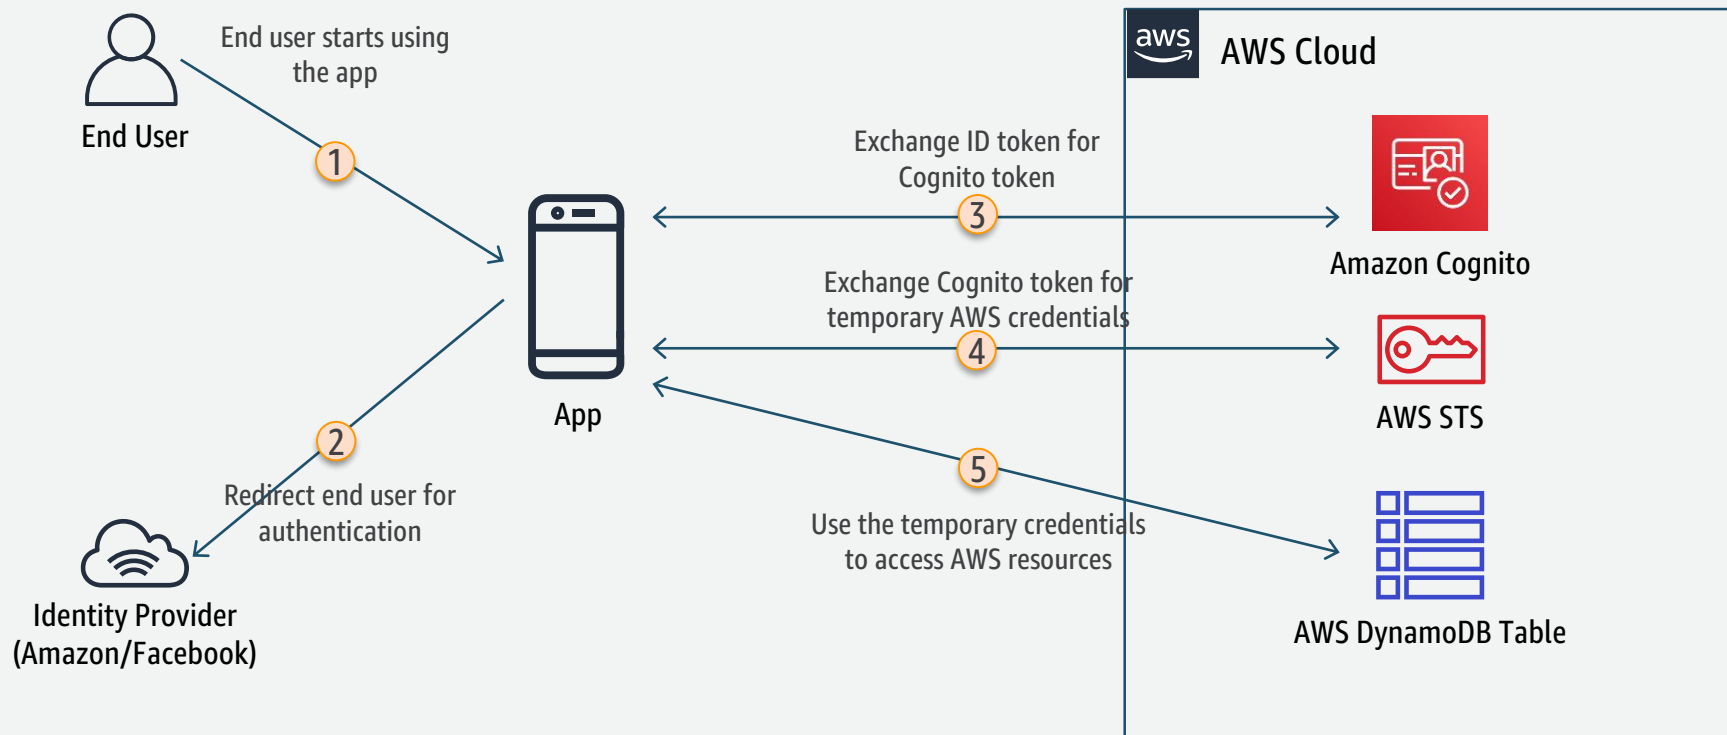 End user starts using
the app
End User
1
aws
AWS Cloud
Exchange ID token for
Cognito token
3
Amazon Cognito
Exchange Cognito token for
temporary AWS credentials
4
AWS STS
App
2
Redirect end user for
authentication
5
Use the temporary credentials
to access AWS resources
Identity Provider
(Amazon/Facebook)
AWS DynamoDB Table